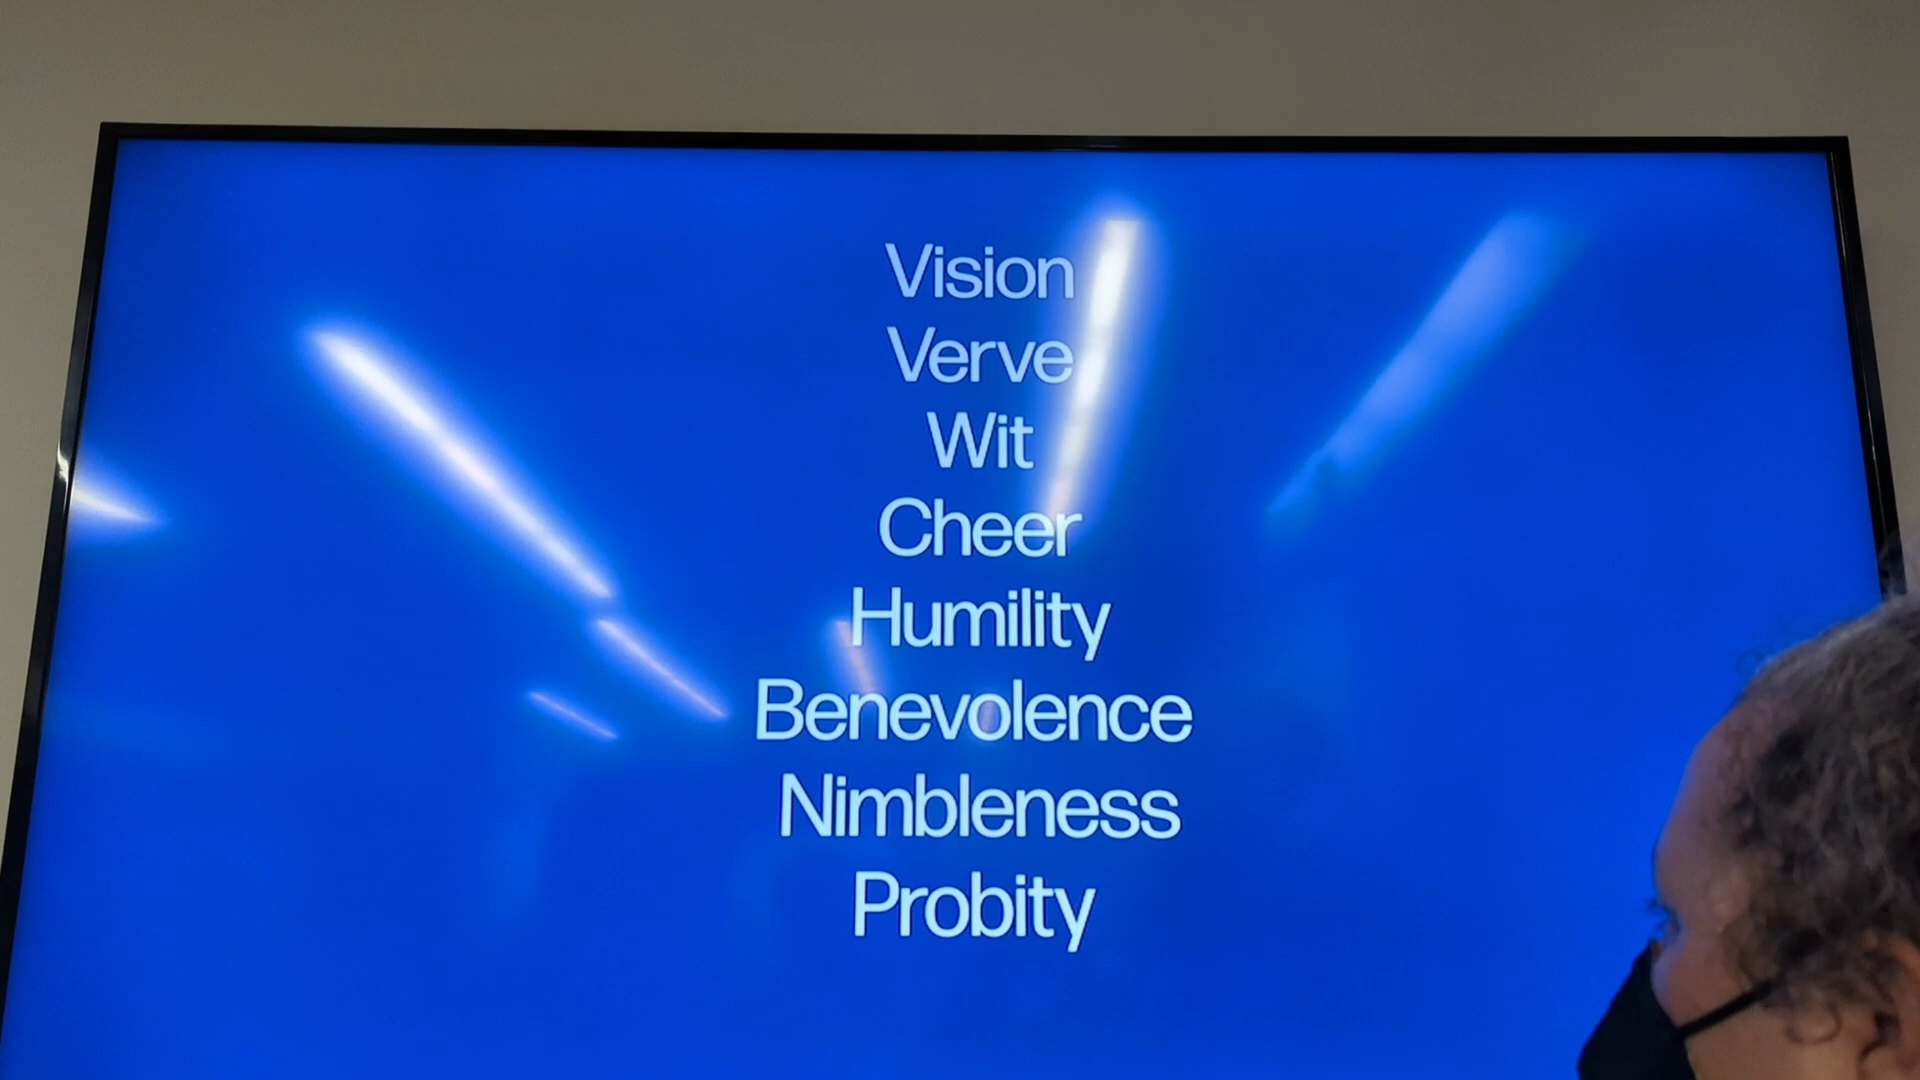 Vision
Verve
Wit
Cheer
Humility
Benevolence
Nimbleness
Probity